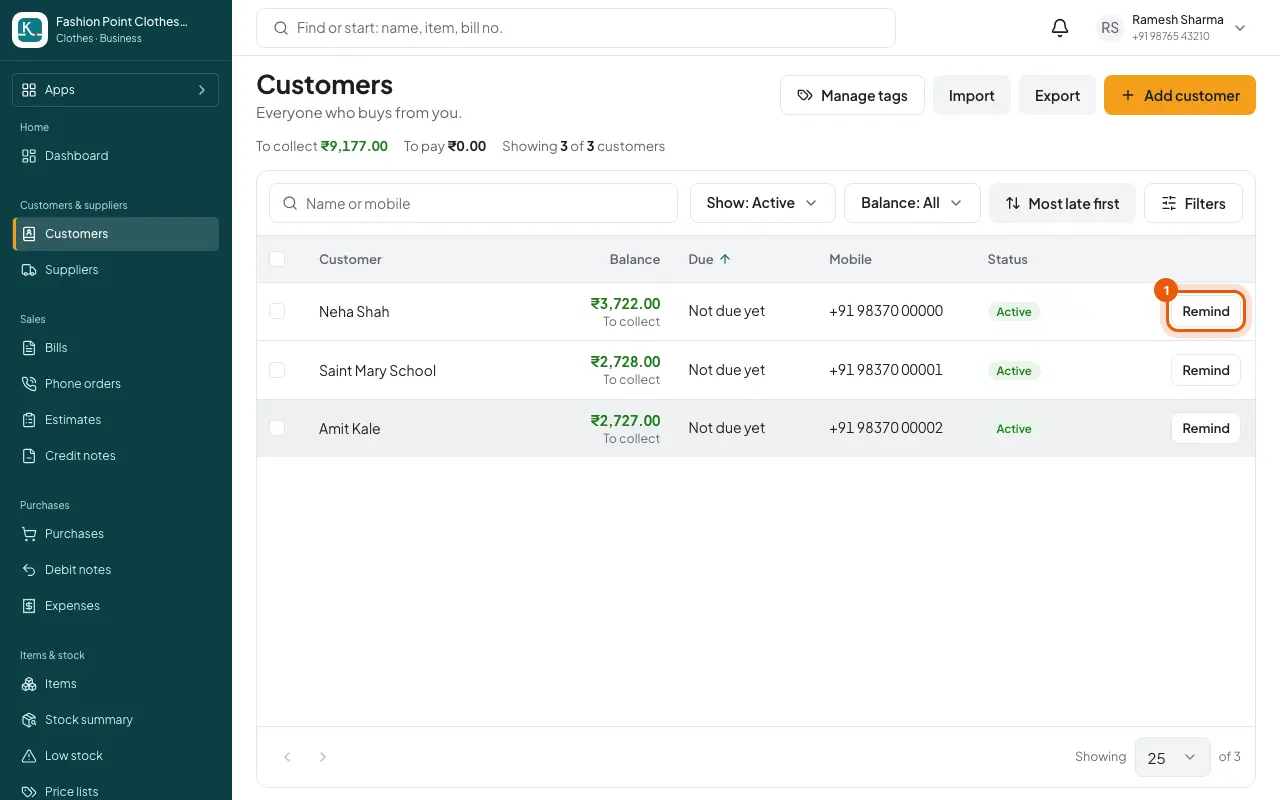 Fashion Point Clothes...
Clothes · Business
Apps
Home
Dashboard
Customers & suppliers
Customers
Suppliers
Sales
Bills
Phone orders
Estimates
Credit notes
Purchases
Purchases
Debit notes
Expenses
Items & stock
Items
Stock summary
Low stock
Price lists
Find or start: name, item, bill no.
RS
Ramesh Sharma
+91 98765 43210
Customers
Everyone who buys from you.
Manage tags
Import
Export
+ Add customer
To collect ₹9,177.00 To pay ₹0.00 Showing 3 of 3 customers
Name or mobile
Show: Active
Balance: All
Most late first
Filters
Customer Balance Due ↑ Mobile Status
1
Neha Shah ₹3,722.00 Not due yet +91 98370 00000 Active Remind
To collect
Saint Mary School ₹2,728.00 Not due yet +91 98370 00001 Active Remind
To collect
Amit Kale ₹2,727.00 Not due yet +91 98370 00002 Active Remind
To collect
Showing 25 of 3